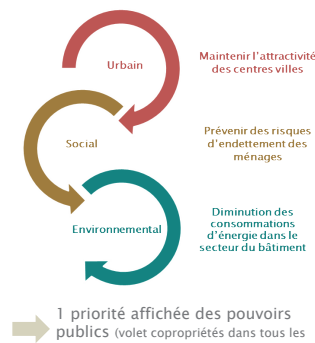 Urbain
Maintenir l'attractivité
des centres villes
Social
Prévenir des risques
d'endettement des
ménages
Environnemental
Diminution des
consommations
d'énergie dans le
secteur du bâtiment
1 priorité affichée des pouvoirs
publics (volet copropriétés dans tous les